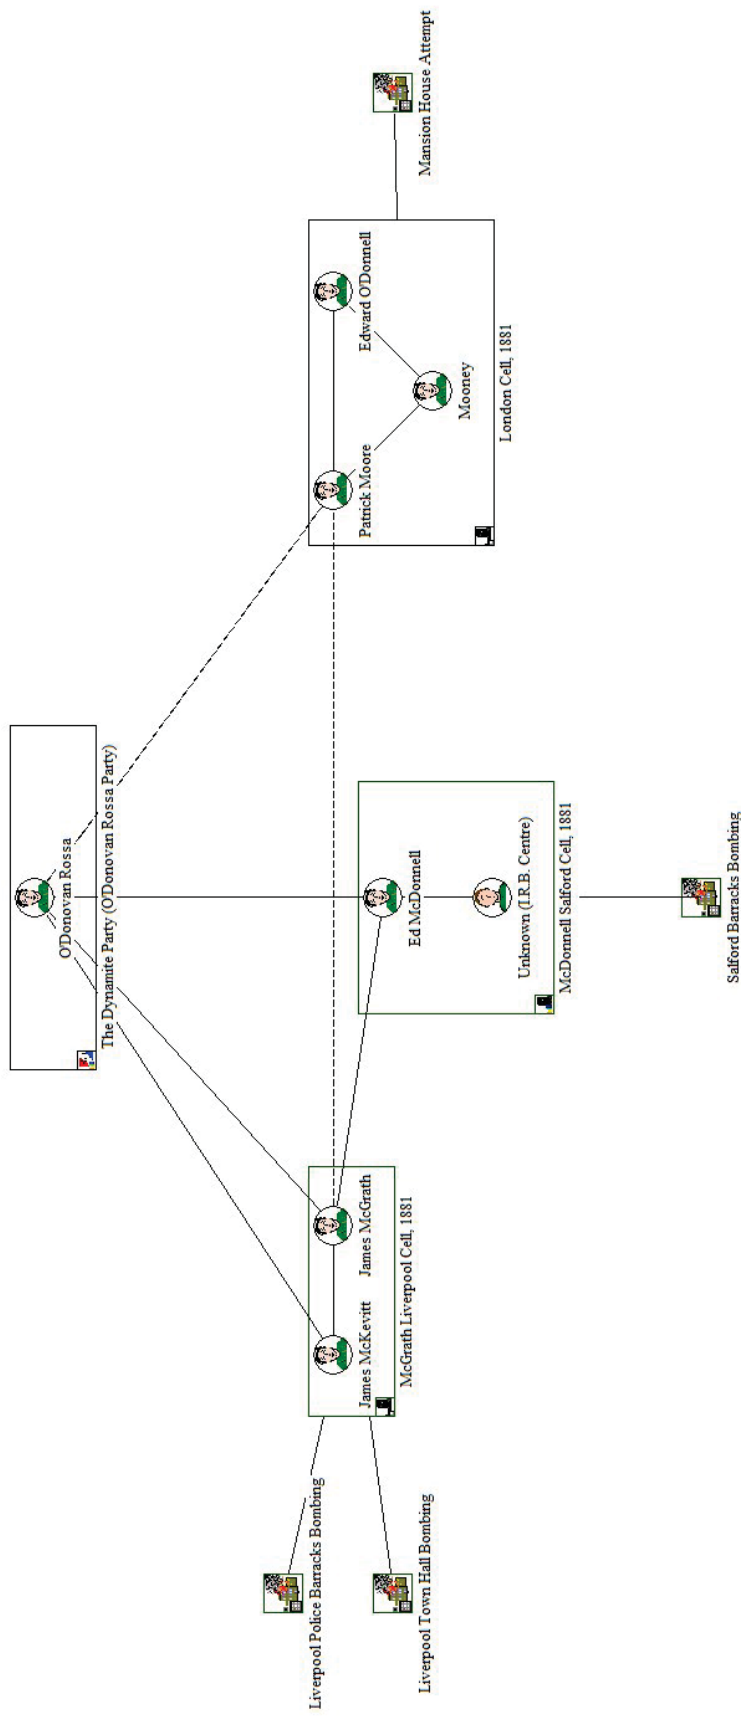 O'Donovan Rossa
The Dynamite Party (O'Donovan Rossa Party)
Liverpool Police Barracks Bombing
James McKevitt
James McGrath
McGrath Liverpool Cell, 1881
Liverpool Town Hall Bombing
Ed McDonnell
Unknown (I.R.B. Centre)
McDonnell Salford Cell, 1881
Salford Barracks Bombing
Patrick Moore
Edward O'Donnell
Mooney
London Cell, 1881
Mansion House Attempt